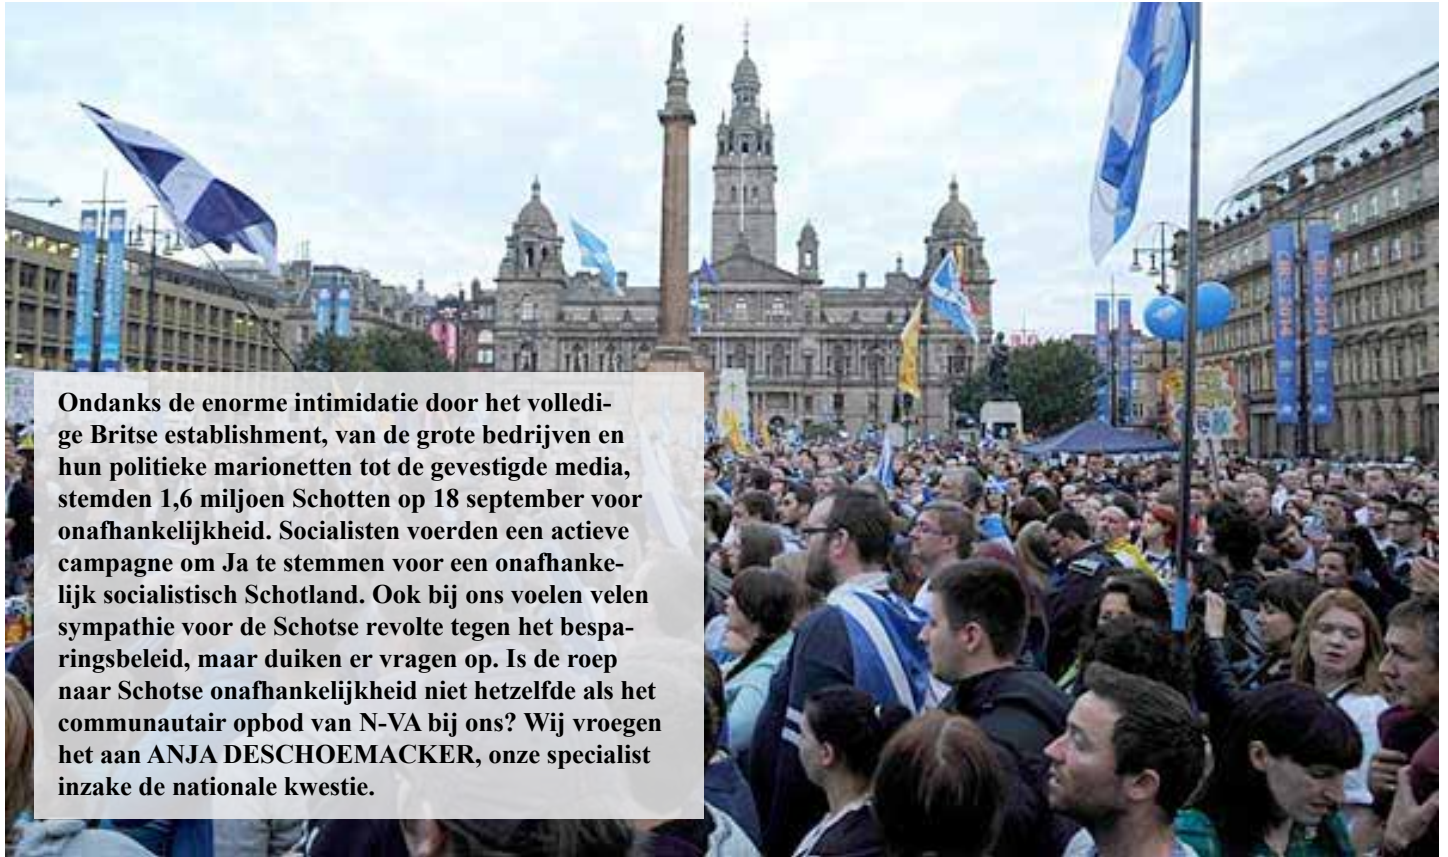 Ondanks de enorme intimidatie door het volledi-
ge Britse establishment, van de grote bedrijven en
hun politieke marionetten tot de gevestigde media,
stemden 1,6 miljoen Schotten op 18 september voor
onafhankelijkheid. Socialisten voerden een actieve
campagne om Ja te stemmen voor een onafhanke-
lijk socialistisch Schotland. Ook bij ons voelen velen
sympathie voor de Schotse revolte tegen het bespa-
ringsbeleid, maar duiken er vragen op. Is de roep
naar Schotse onafhankelijkheid niet hetzelfde als het
communautair opbod van N-VA bij ons? Wij vroegen
het aan ANJA DESCHOEMACKER, onze specialist
inzake de nationale kwestie.